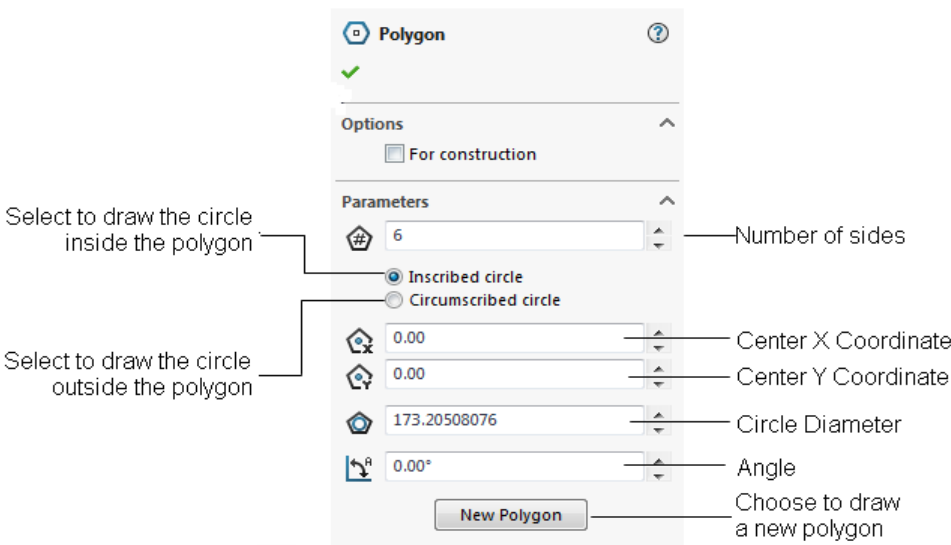 Polygon
Options
For construction
Parameters
Select to draw the circle
inside the polygon
6
Number of sides
Inscribed circle
Circumscribed circle
Select to draw the circle
outside the polygon
0.00
Center X Coordinate
0.00
Center Y Coordinate
173.20508076
Circle Diameter
0.00°
Angle
New Polygon
Choose to draw
a new polygon